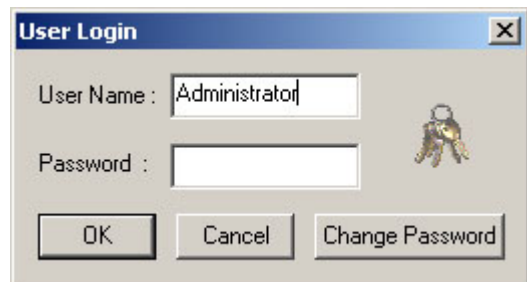 User Login
User Name : Administrator
Password :
OK Cancel Change Password